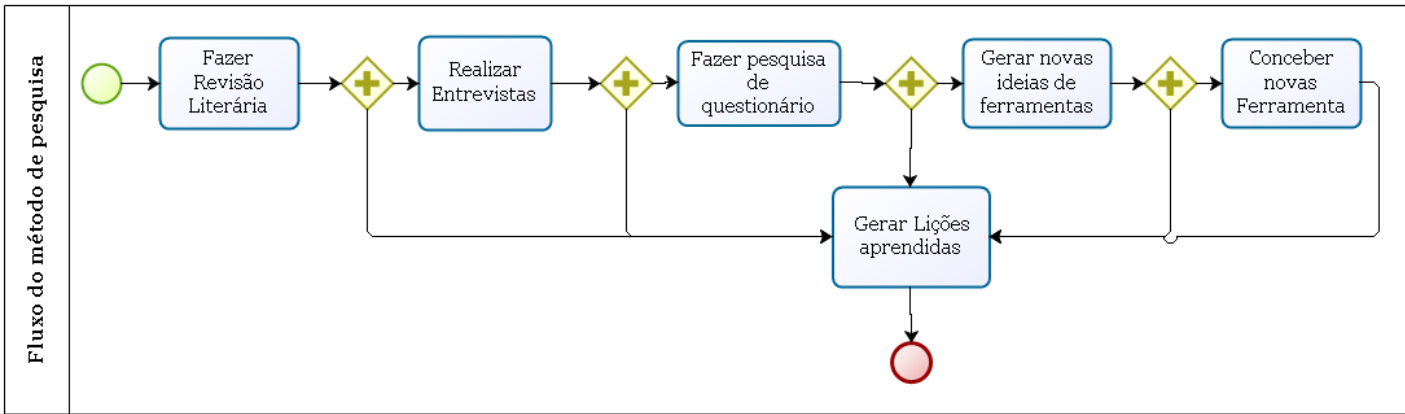 Fluxo do método de pesquisa
Fazer
Revisão
Literária
Realizar
Entrevistas
Fazer pesquisa
de
questionário
Gerar novas
ideias de
ferramentas
Conceber
novas
Ferramenta
Gerar Lições
aprendidas